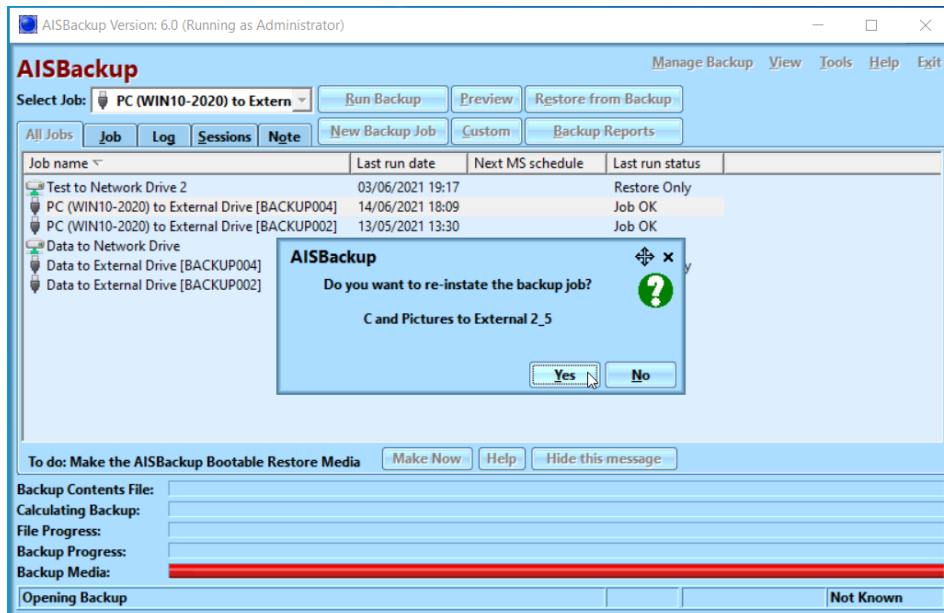 AISBackup Version: 6.0 (Running as Administrator)
AISBackup
Manage Backup View Tools Help Exit
Select Job: PC (WIN10-2020) to Extern Run Backup Preview Restore from Backup
All Jobs Job Log Sessions Note New Backup Job Custom Backup Reports
Job name Last run date Next MS schedule Last run status
Test to Network Drive 2 03/06/2021 19:17 Restore Only
PC (WIN10-2020) to External Drive [BACKUP004] 14/06/2021 18:09 Job OK
PC (WIN10-2020) to External Drive [BACKUP002] 13/05/2021 13:30 Job OK
Data to Network Drive
Data to External Drive [BACKUP004] y
Data to External Drive [BACKUP002]
AISBackup
Do you want to re-instate the backup job?
C and Pictures to External 2_5
Yes No
To do: Make the AISBackup Bootable Restore Media Make Now Help Hide this message
Backup Contents File:
Calculating Backup:
File Progress:
Backup Progress:
Backup Media:
Opening Backup Not Known